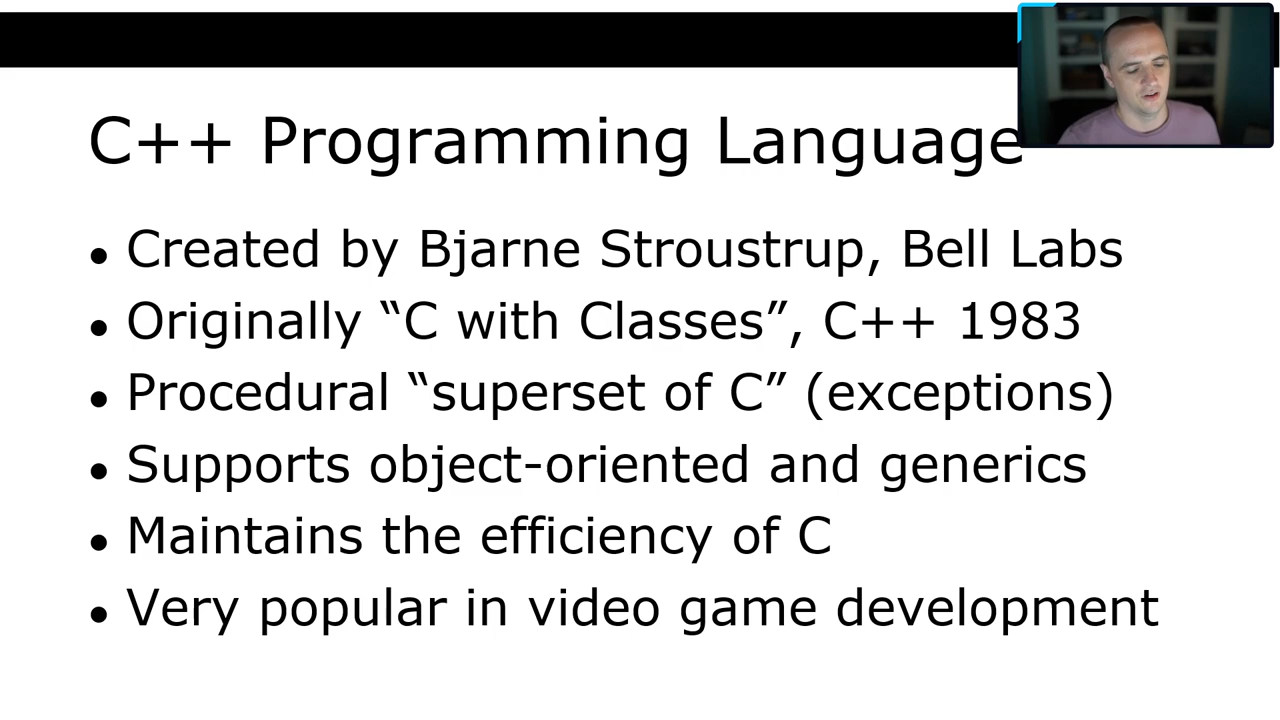 C++ Programming Language
• Created by Bjarne Stroustrup, Bell Labs
• Originally “C with Classes”, C++ 1983
• Procedural “superset of C” (exceptions)
• Supports object-oriented and generics
• Maintains the efficiency of C
• Very popular in video game development